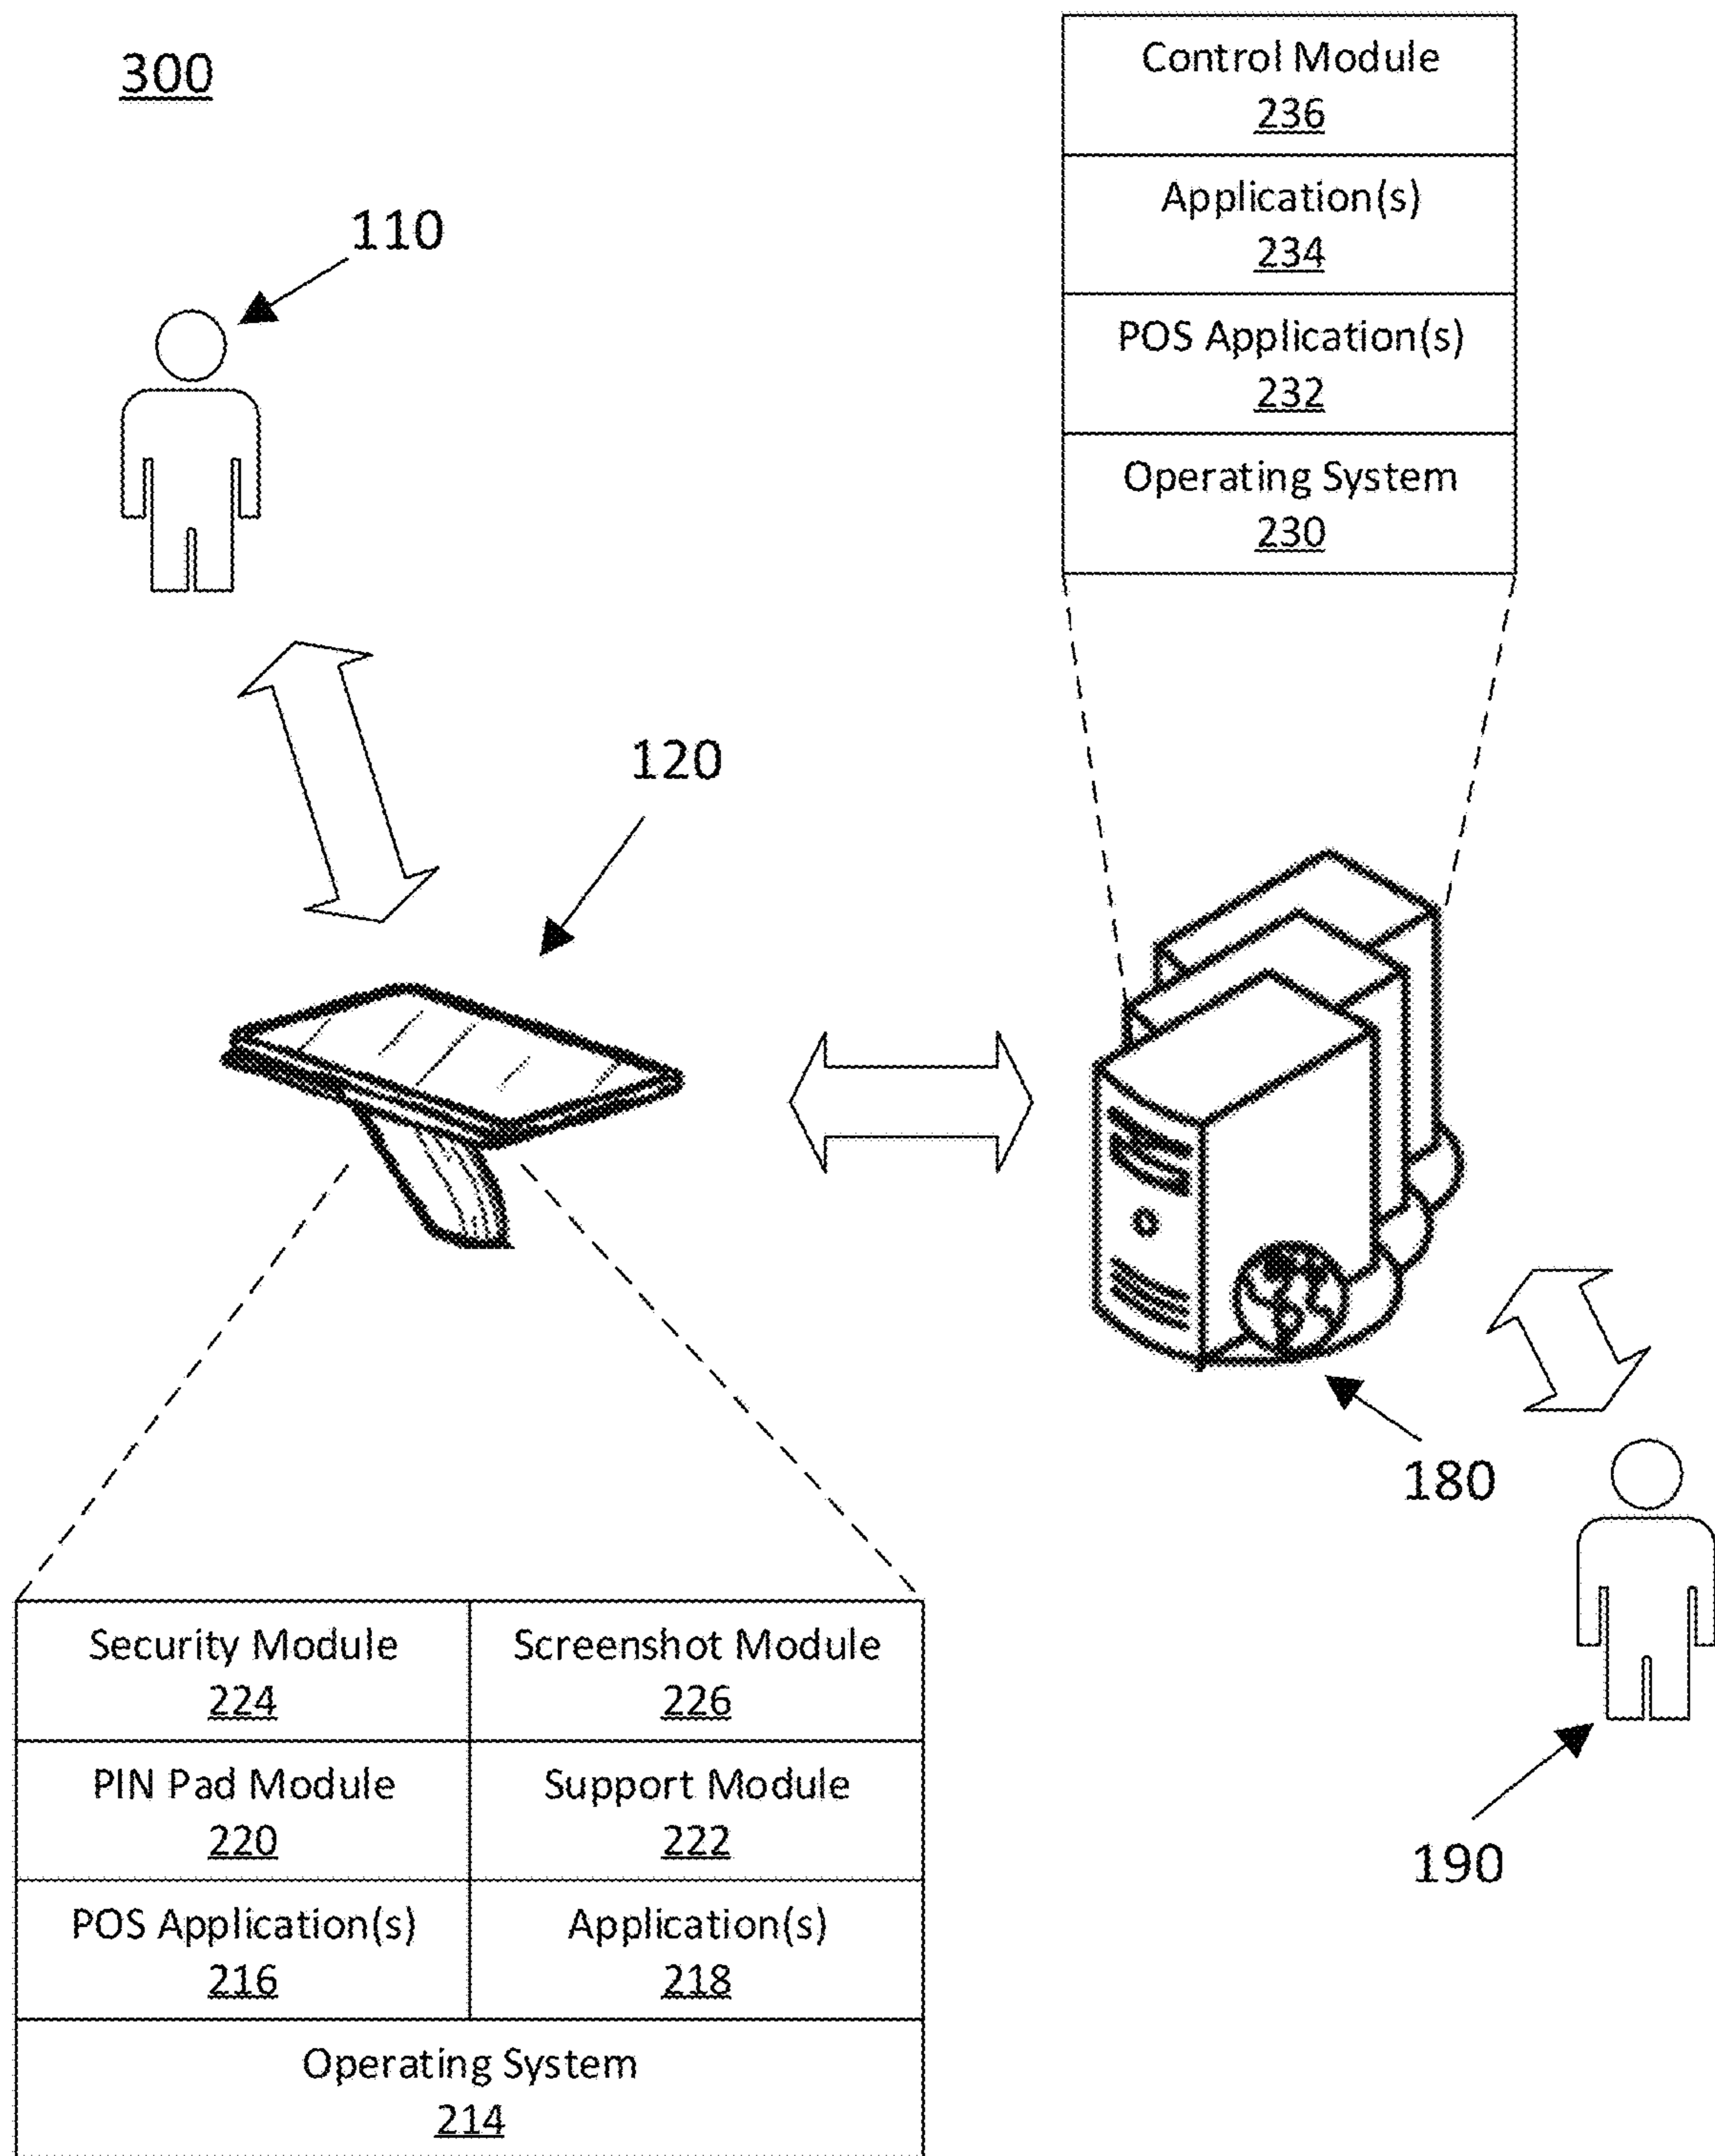 300
Control Module
236
Application(s)
234
POS Application(s)
232
Operating System
230
110
120
180
190
Security Module
224
Screenshot Module
226
PIN Pad Module
220
Support Module
222
POS Application(s)
216
Application(s)
218
Operating System
214